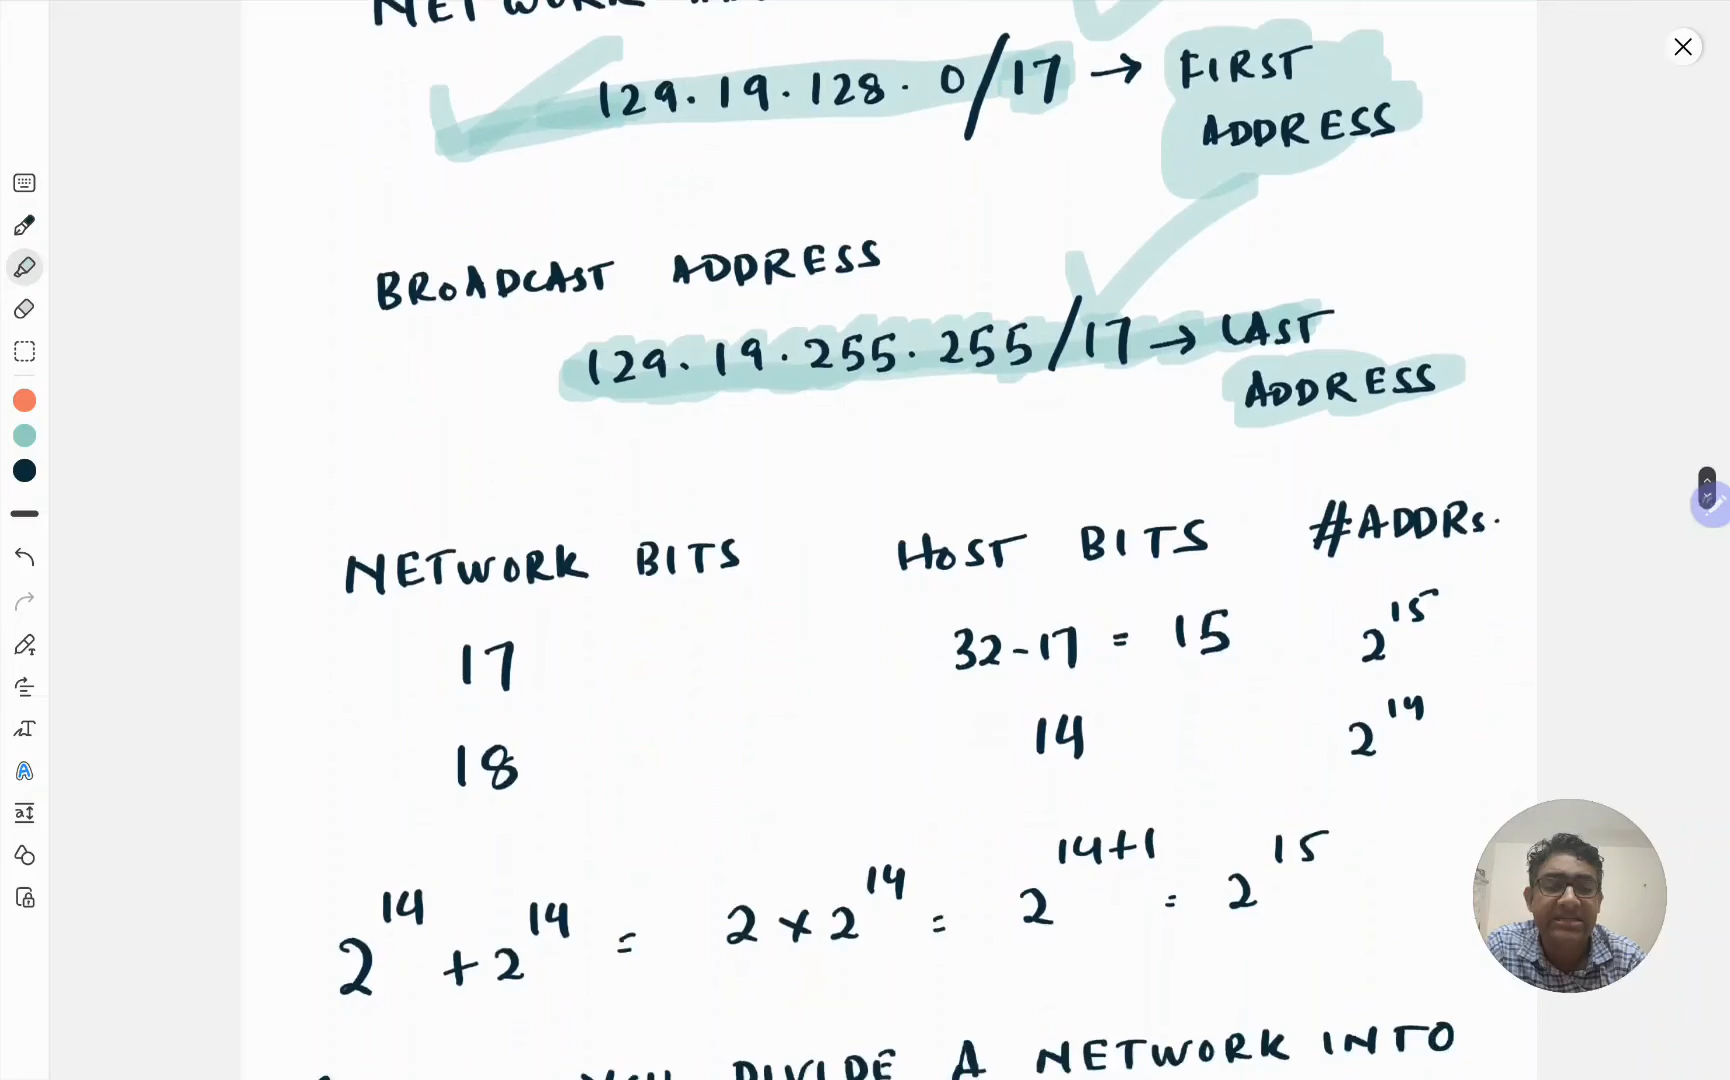 NETWORK
129.19.128.0/17 → FIRST
ADDRESS
BROADCAST ADDRESS
129.19.255.255/17 → LAST
ADDRESS
NETWORK BITS HOST BITS #ADDRs.
17 32-17 = 15 2^15
18 14 2^14
2^14 + 2^14 = 2 x 2^14 = 2^14+1 = 2^15
YOU DIVIDE A NETWORK INTO